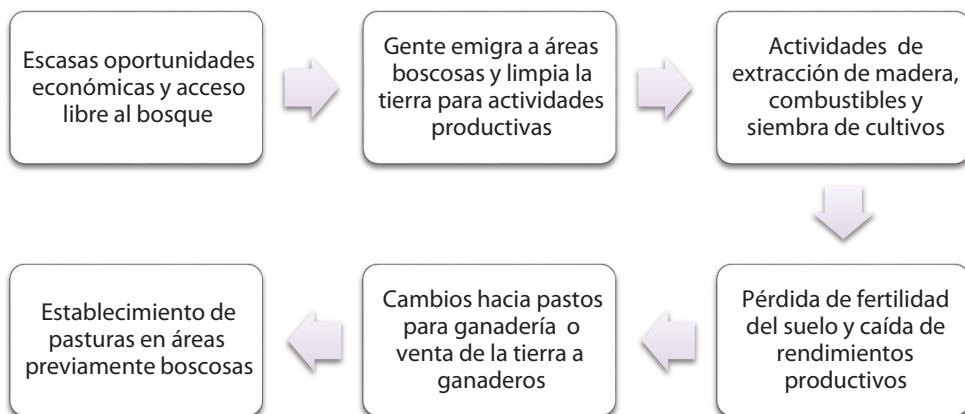 Escasas oportunidades
económicas y acceso
libre al bosque
Gente emigra a áreas
boscosas y limpia la
tierra para actividades
productivas
Actividades de
extracción de madera,
combustibles y
siembra de cultivos
Pérdida de fertilidad
del suelo y caída de
rendimientos
productivos
Cambios hacia pastos
para ganadería o
venta de la tierra a
ganaderos
Establecimiento de
pasturas en áreas
previamente boscosas